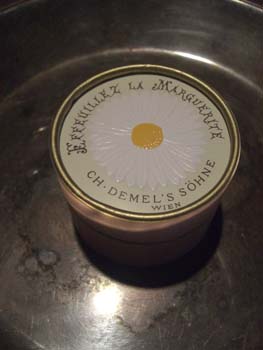 EFFEUILLEZ LA MARGUERITE
CH. DEMEL'S SÖHNE
WIEN